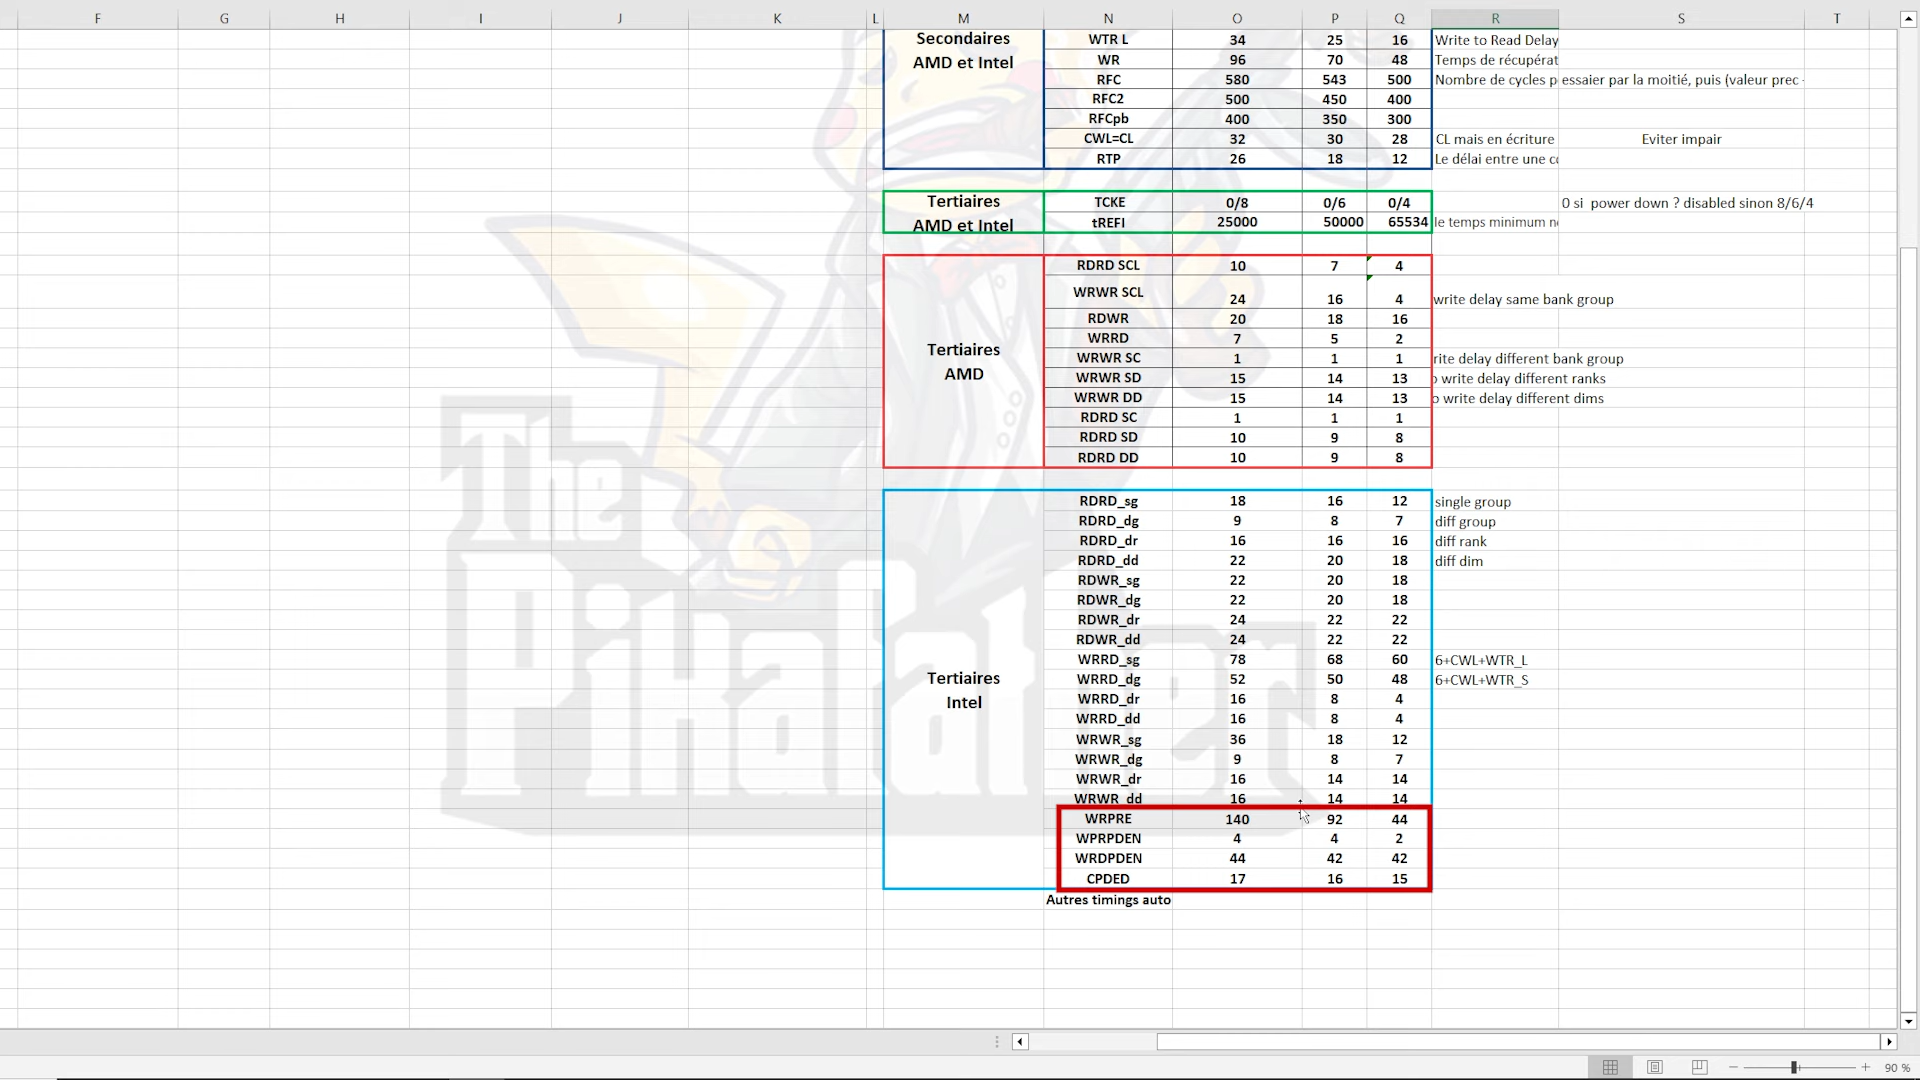 F G H I J K L M N O P Q R S T
Secondaires
AMD et Intel
WTR L 34 25 16 Write to Read Delay
WR 96 70 48 Temps de récupérat
RFC 580 543 500 Nombre de cycles p essaier par la moitié, puis (valeur prec
RFC2 500 450 400
RFCpb 400 350 300
CWL=CL 32 30 28 CL mais en écriture Eviter impair
RTP 26 18 12 Le délai entre une
Tertiaires
AMD et Intel
TCKE 0/8 0/6 0/4 0 si power down ? disabled sinon 8/6/4
tREFI 25000 50000 65534 le temps minimum
RDRD SCL 10 7 4
WRWR SCL 24 16 4 write delay same bank group
RDWR 20 18 16
WRRD 7 5 2
Tertiaires
AMD
WRWR SC 1 1 1 rite delay different bank group
WRWR SD 15 14 13 o write delay different ranks
WRWR DD 15 14 13 o write delay different dims
RDRD SC 1 1 1
RDRD SD 10 9 8
RDRD DD 10 9 8
RDRD_sg 18 16 12 single group
RDRD_dg 9 8 7 diff group
RDRD_dr 16 16 16 diff rank
RDRD_dd 22 20 18 diff dim
RDWR_sg 22 20 18
RDWR_dg 22 20 18
RDWR_dr 24 22 22
RDWR_dd 24 22 22
WRRD_sg 78 68 60 6+CWL+WTR_L
WRRD_dg 52 50 48 6+CWL+WTR_S
Tertiaires
Intel
WRRD_dr 16 8 4
WRRD_dd 16 8 4
WRWR_sg 36 18 12
WRWR_dg 9 8 7
WRWR_dr 16 14 14
WRWR_dd 16 14 14
WRPRE 140 92 44
WPRPDEN 4 4 2
WRDPDEN 44 42 42
CPDED 17 16 15
Autres timings auto
The
PiXaFatHer
90 %